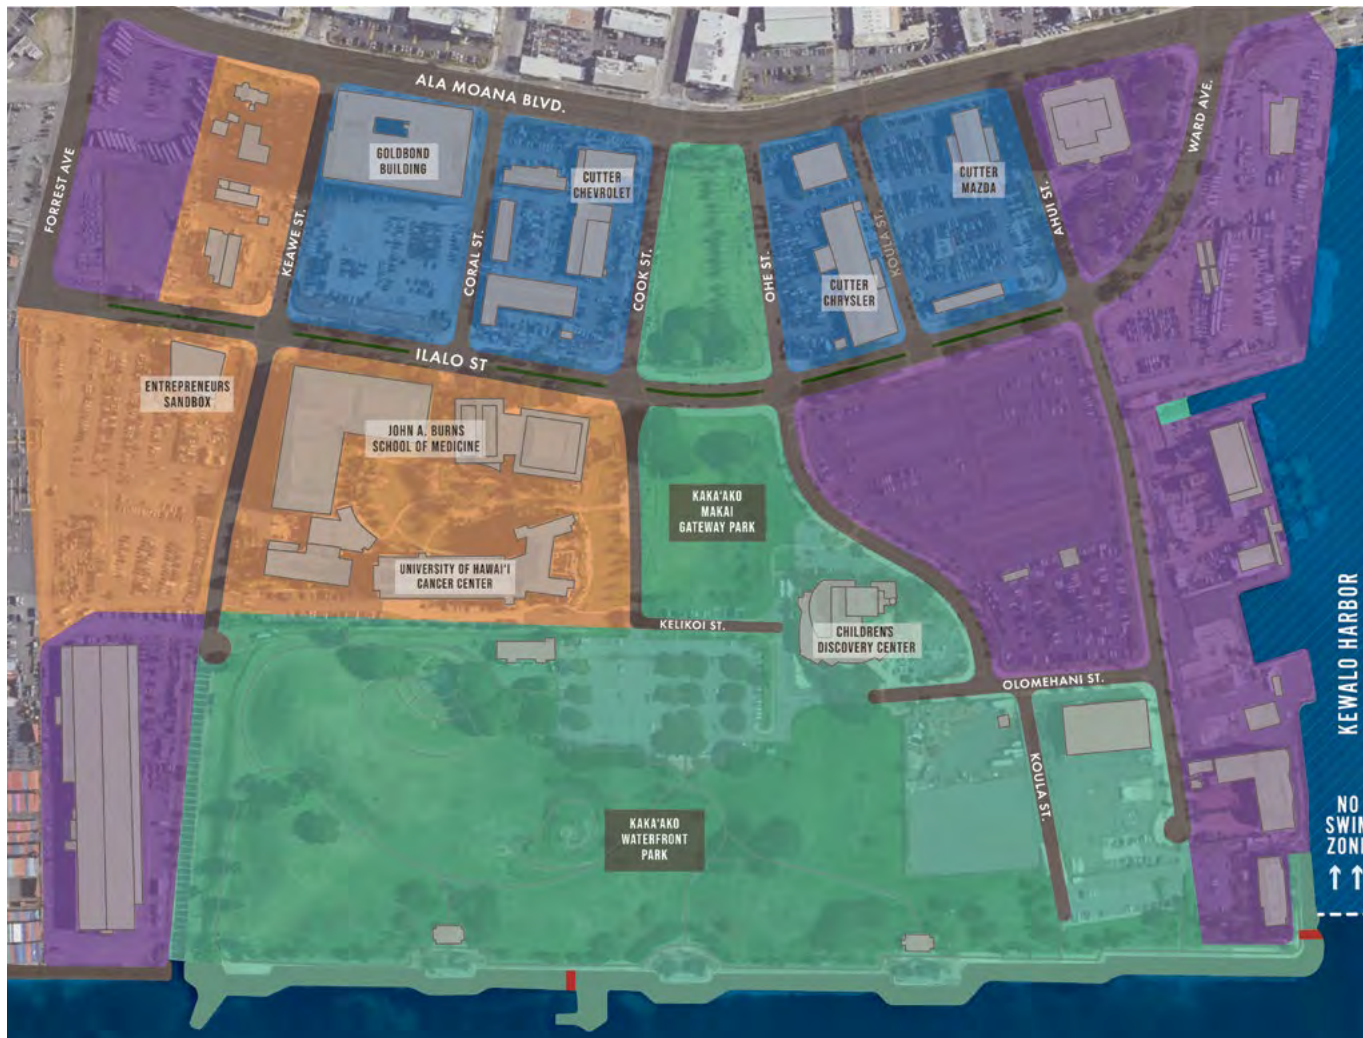 ALA MOANA BLVD.
FORREST AVE
KEAWE ST.
GOLDBOND
BUILDING
CORAL ST.
CUTTER
CHEVROLET
COOK ST.
OHE ST.
CUTTER
CHRYSLER
KOULA ST.
CUTTER
MAZDA
AHUI ST.
WARD AVE.
ILALO ST
ENTREPRENEURS
SANDBOX
JOHN A. BURNS
SCHOOL OF MEDICINE
UNIVERSITY OF HAWAI'I
CANCER CENTER
KAKA'AKO
MAKAI
GATEWAY PARK
KELIKOI ST.
CHILDREN'S
DISCOVERY CENTER
OLOMEHANI ST.
KOULA ST.
KAKA'AKO
WATERFRONT
PARK
KEWALO HARBOR
NO
SWIM
ZONE